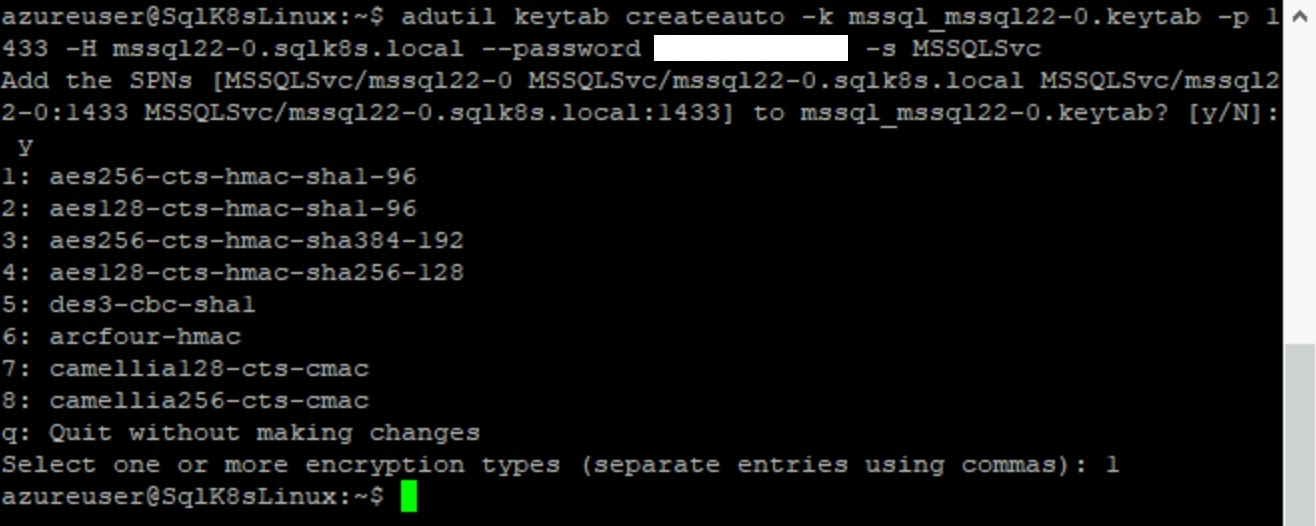 azureuser@SqlK8sLinux:~$ adutil keytab createauto -k mssql_mssql22-0.keytab -p 1
433 -H mssql22-0.sqlk8s.local --password -s MSSQLSvc
Add the SPNs [MSSQLSvc/mssql22-0 MSSQLSvc/mssql22-0.sqlk8s.local MSSQLSvc/mssql2
2-0:1433 MSSQLSvc/mssql22-0.sqlk8s.local:1433] to mssql_mssql22-0.keytab? [y/N]:
y
1: aes256-cts-hmac-sha1-96
2: aes128-cts-hmac-sha1-96
3: aes256-cts-hmac-sha384-192
4: aes128-cts-hmac-sha256-128
5: des3-cbc-sha1
6: arcfour-hmac
7: camellia128-cts-cmac
8: camellia256-cts-cmac
q: Quit without making changes
Select one or more encryption types (separate entries using commas): 1
azureuser@SqlK8sLinux:~$